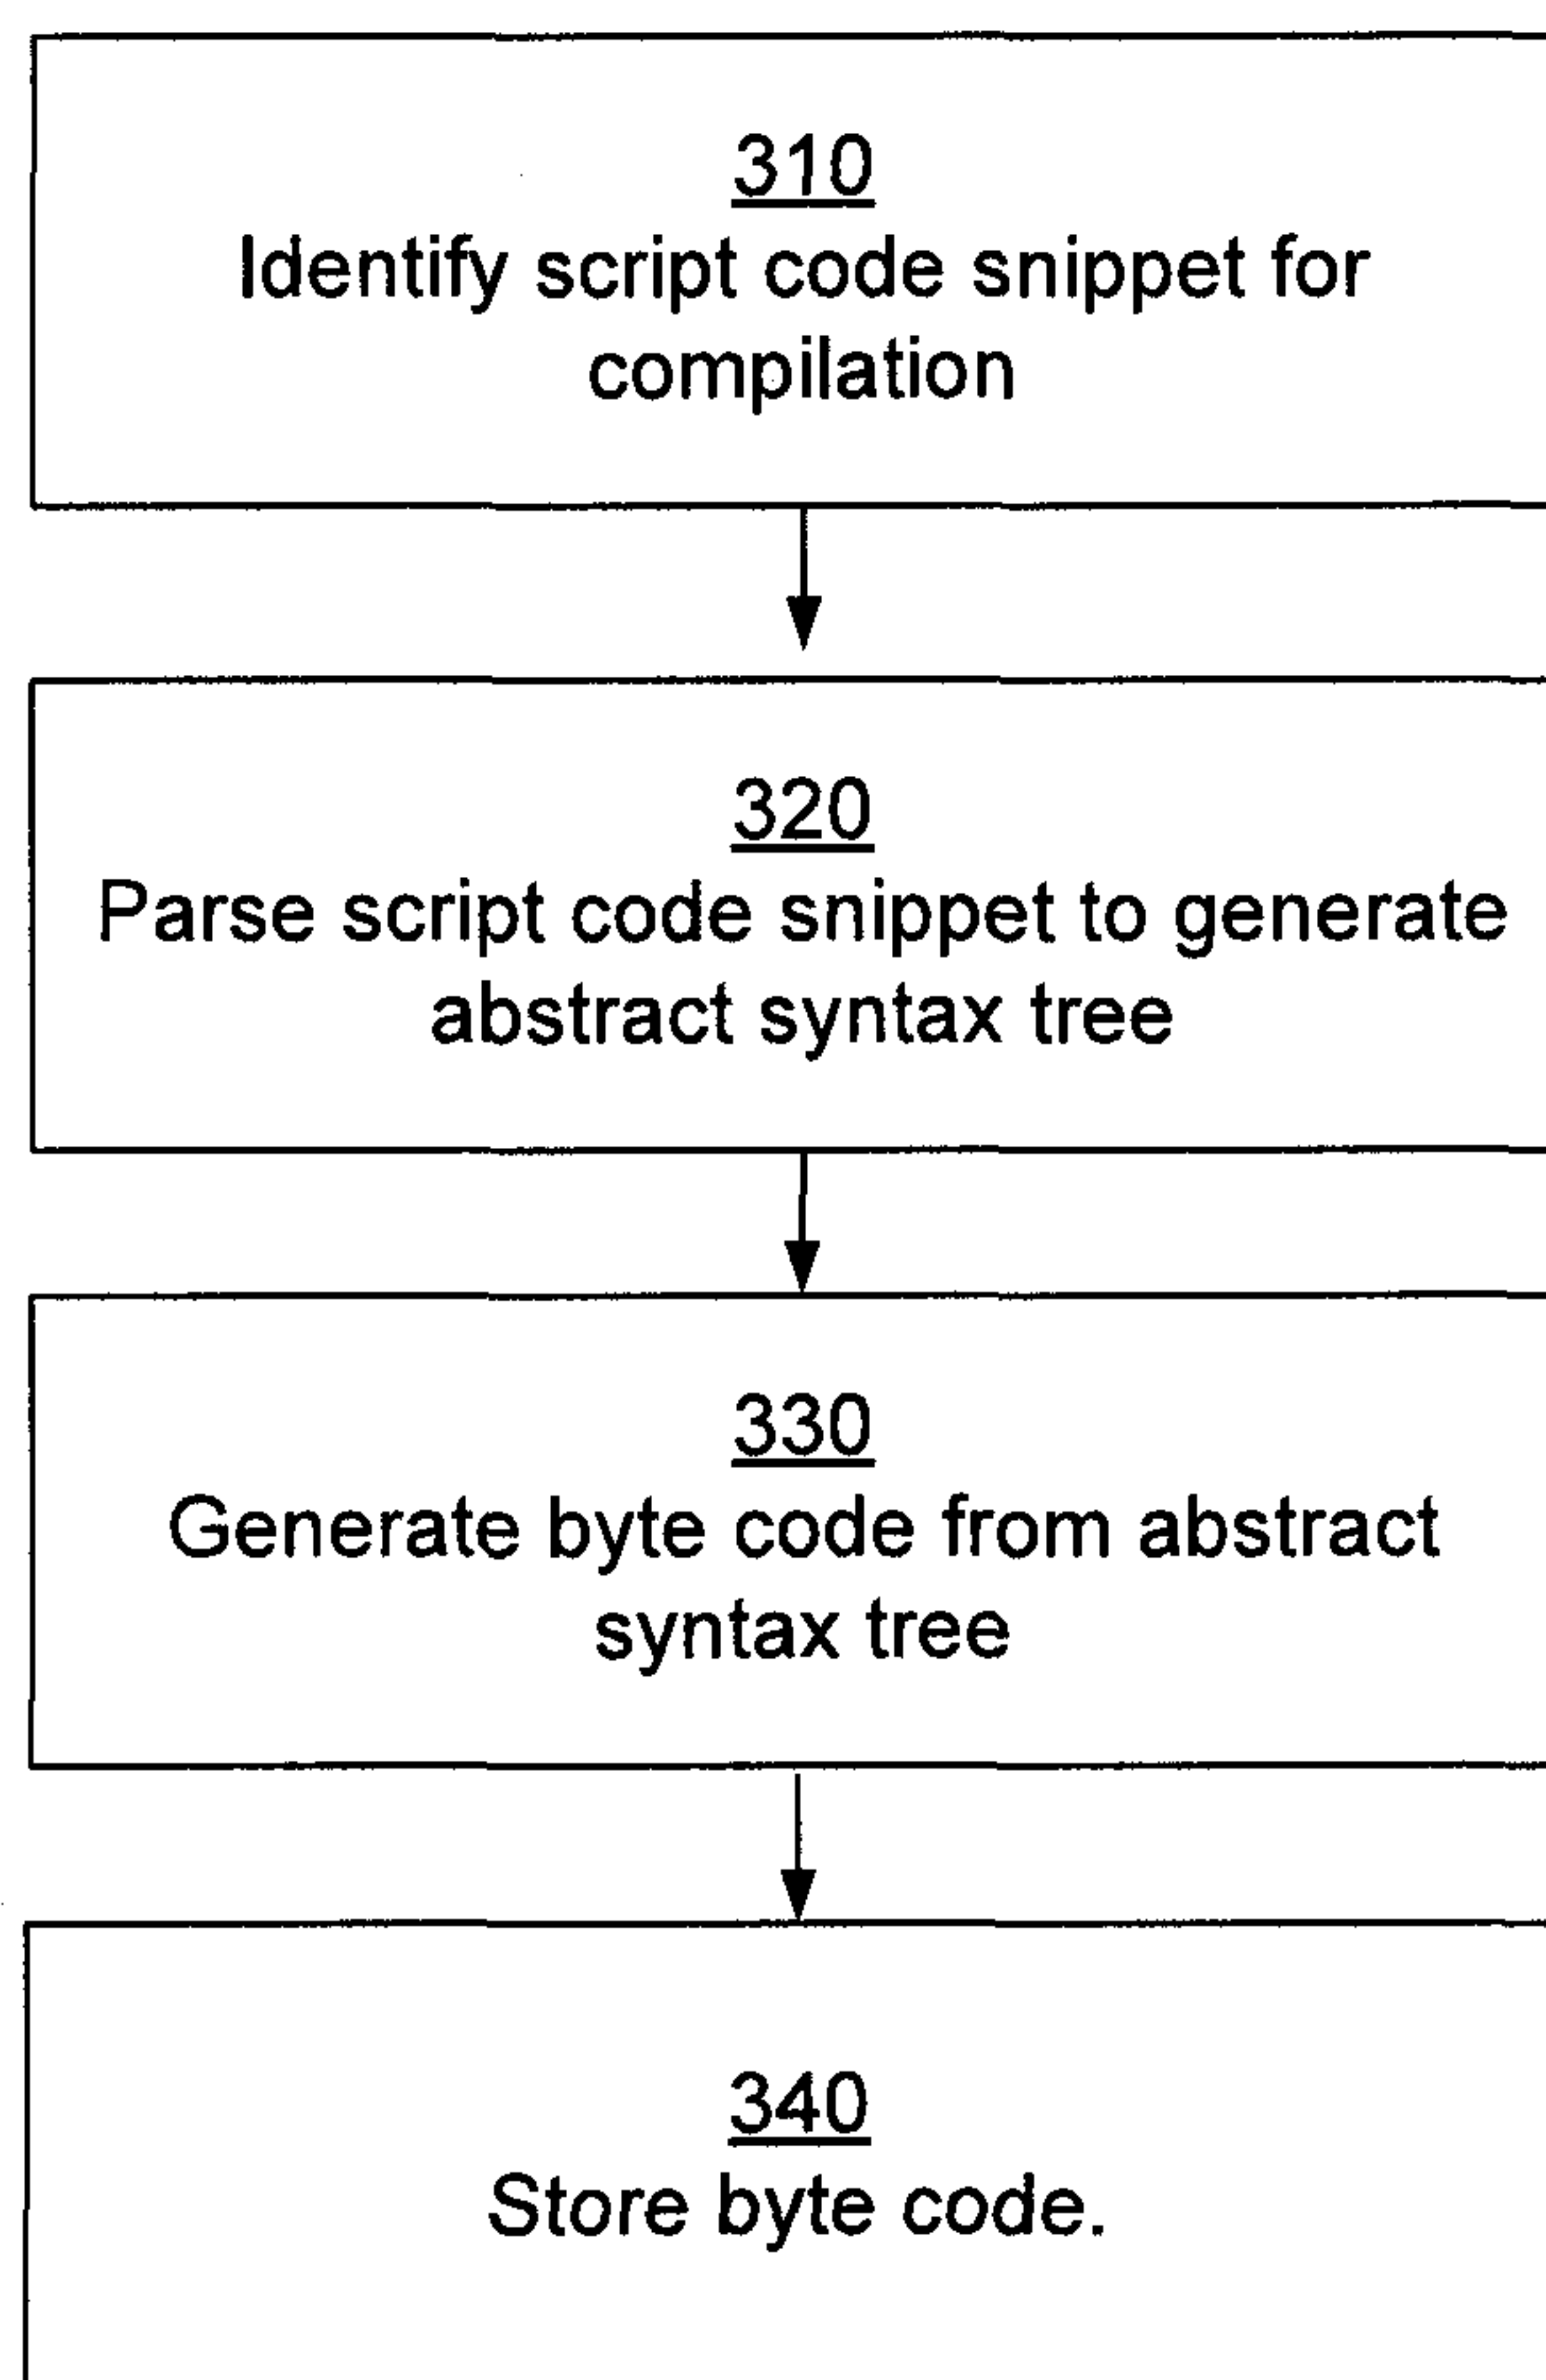 310
Identify script code snippet for
compilation
320
Parse script code snippet to generate
abstract syntax tree
330
Generate byte code from abstract
syntax tree
340
Store byte code.